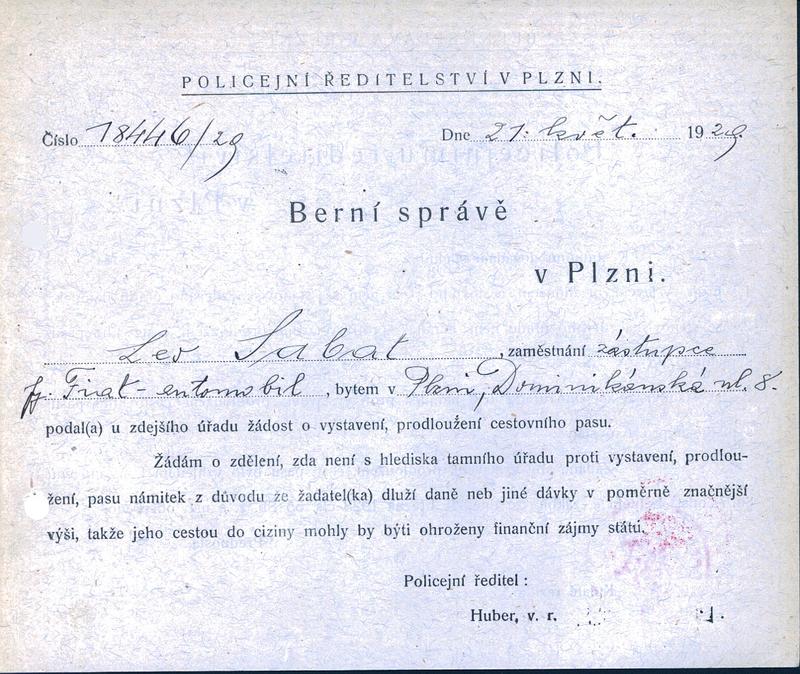 POLICEJNÍ ŘEDITELSTVÍ V PLZNI.
Číslo 18446/29 Dne 21. květ. 1929
Berní správě
v Plzni.
Leo Sabat, zaměstnání zástupce
fy. Fiat-automobil, bytem v Plzni, Dominikánská ul. 8.
podal(a) u zdejšího úřadu žádost o vystavení, prodloužení cestovního pasu.
Žádám o zdělení, zda není s hlediska tamního úřadu proti vystavení, prodlou-
žení, pasu námitek z důvodu že žadatel(ka) dluží daně neb jiné dávky v poměrně značnější
výši, takže jeho cestou do ciziny mohly by býti ohroženy finanční zájmy státu.
Policejní ředitel :
Huber, v. r.